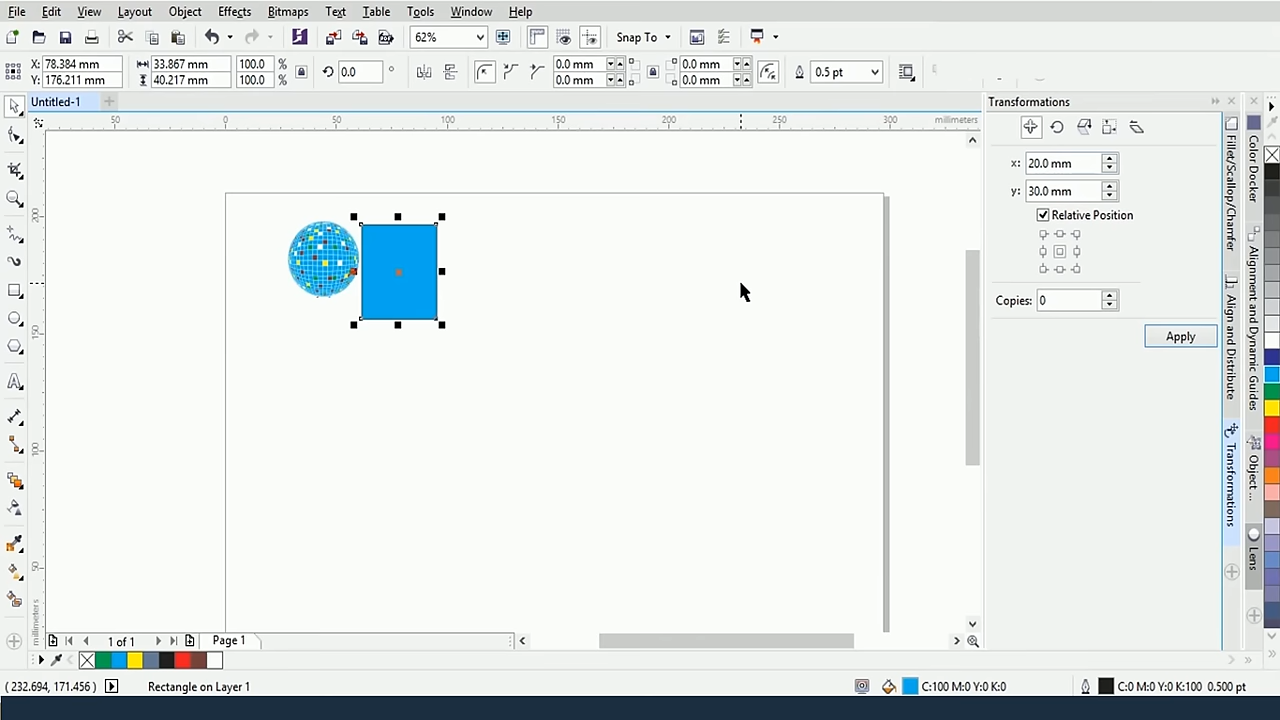 File Edit View Layout Object Effects Bitmaps Text Table Tools Window Help
62% Snap To
X: 78.384 mm 33.867 mm 100.0 % 0.0 ° 0.0 mm 0.0 mm 0.5 pt
Y: 176.211 mm 40.217 mm 100.0 % 0.0 mm 0.0 mm
Untitled-1
Transformations
50 0 50 100 150 200 250 300 millimeters
200
150
100
50
millimeters
x: 20.0 mm
y: 30.0 mm
Relative Position
Copies: 0
Apply
Fillet/Scallop/Chamfer
Align and Distribute
Transformations
Color Docker
Alignment and Dynamic Guides
Object ...
Lens
1 of 1 Page 1
( 232.694, 171.456 ) Rectangle on Layer 1 C:100 M:0 Y:0 K:0 C:0 M:0 Y:0 K:100 0.500 pt